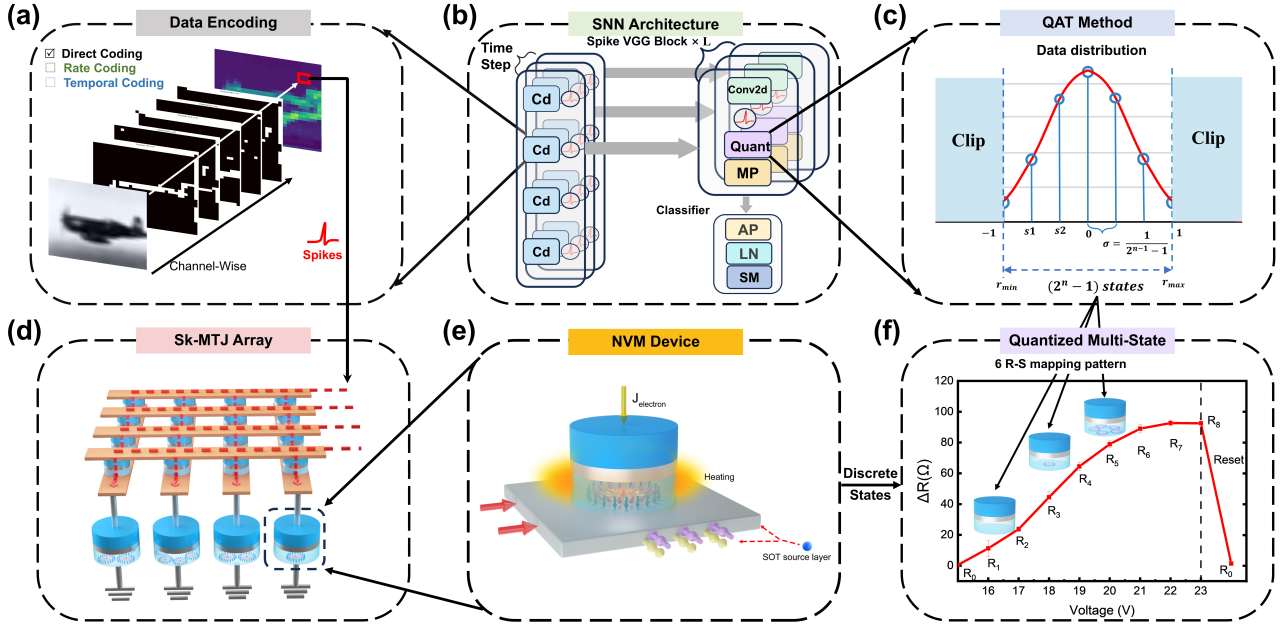 (a)
Data Encoding
Direct Coding
Rate Coding
Temporal Coding
Channel-Wise
Spikes
(b)
SNN Architecture
Spike VGG Block × L
Time
Step
Cd
Cd
Cd
Cd
Conv2d
Quant
MP
Classifier
AP
LN
SM
(c)
QAT Method
Data distribution
Clip
Clip
-1 s1 s2 0 1
σ = 1 / 2ⁿ⁻¹ − 1
r_min (2ⁿ − 1) states r_max
(d)
Sk-MTJ Array
(e)
NVM Device
J_electron
Heating
SOT source layer
Discrete
States
(f)
Quantized Multi-State
6 R-S mapping pattern
120
100
80
60
40
20
0
ΔR(Ω)
R₀
R₁
R₂
R₃
R₄
R₅
R₆
R₇
R₈
Reset
R₀
16 17 18 19 20 21 22 23
Voltage (V)